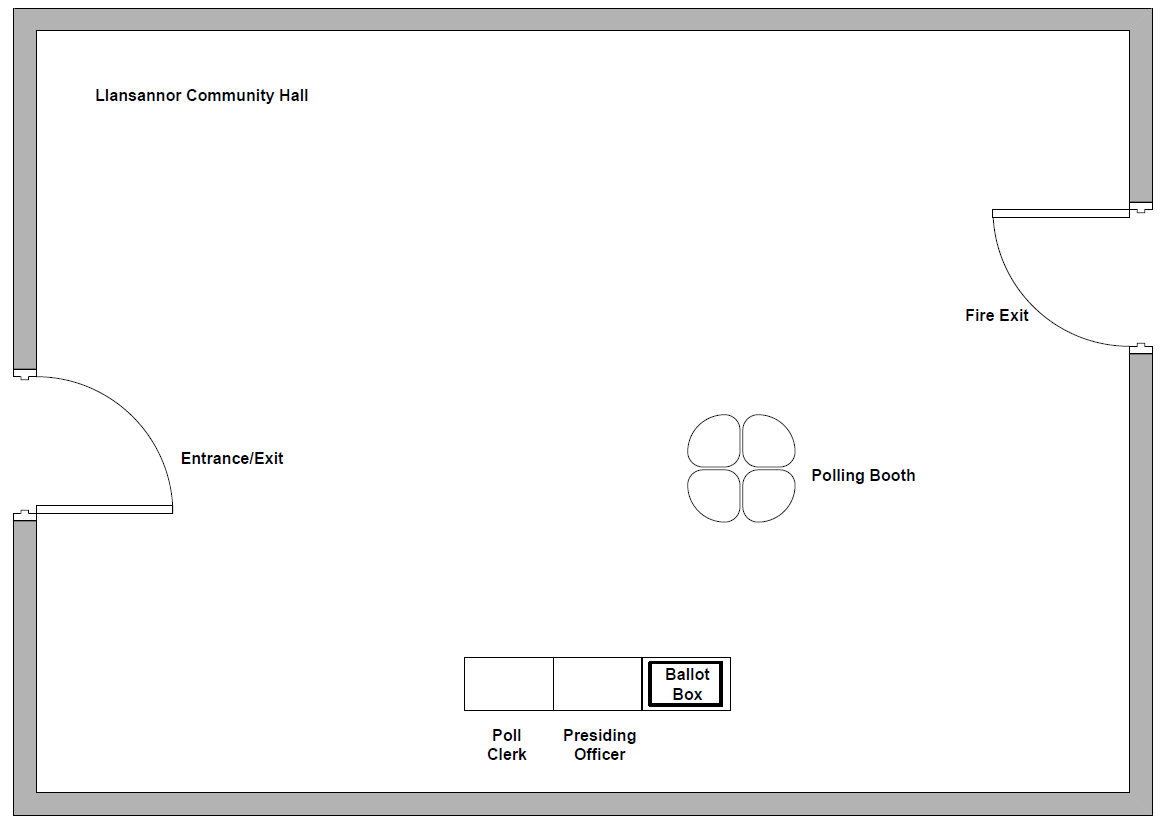 Llansannor Community Hall
Fire Exit
Entrance/Exit
Polling Booth
Ballot
Box
Poll
Clerk
Presiding
Officer